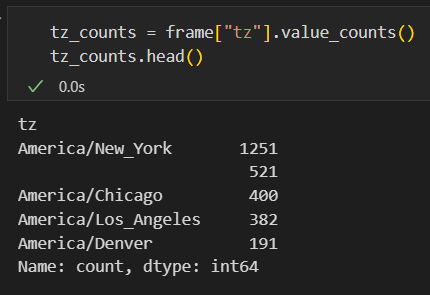 tz_counts = frame["tz"].value_counts()
tz_counts.head()
0.0s
tz
America/New_York 1251
521
America/Chicago 400
America/Los_Angeles 382
America/Denver 191
Name: count, dtype: int64